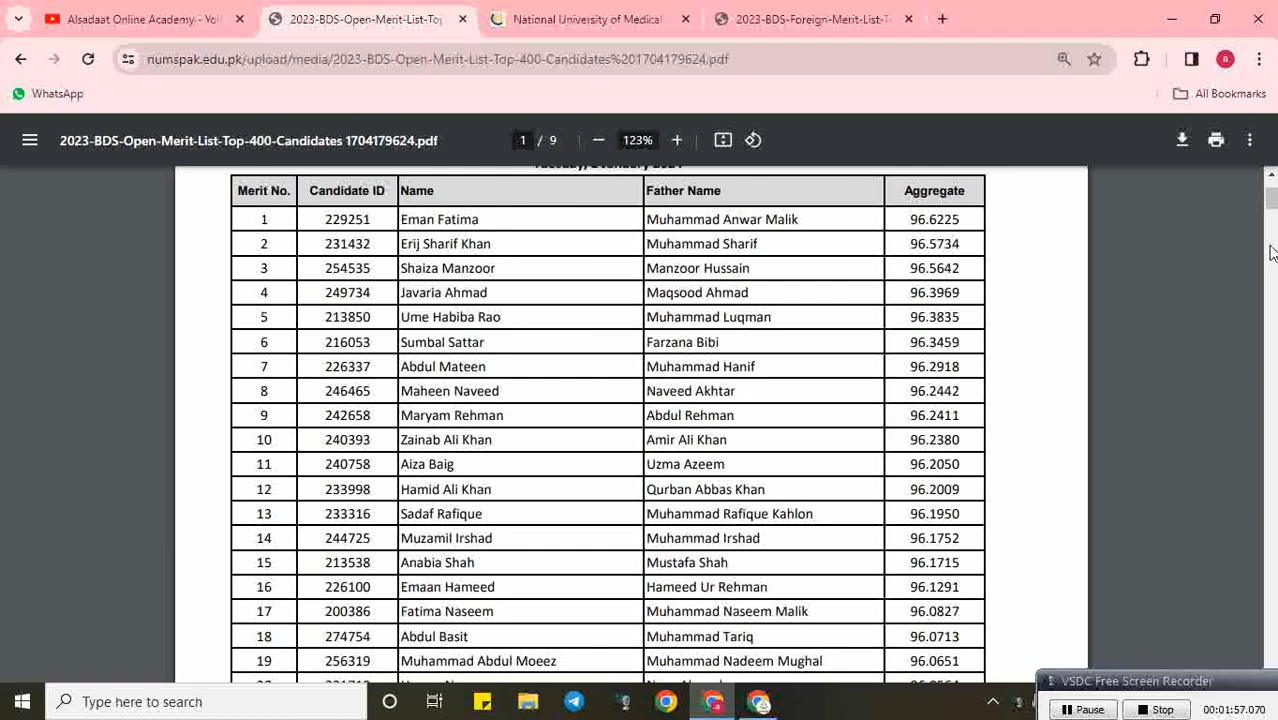 Alsaadat Online Academy - Yo
2023-BDS-Open-Merit-List-Top
National University of Medical
2023-BDS-Foreign-Merit-List-T
numspak.edu.pk/upload/media/2023-BDS-Open-Merit-List-Top-400-Candidates%201704179624.pdf
a
WhatsApp
All Bookmarks
2023-BDS-Open-Merit-List-Top-400-Candidates 1704179624.pdf
1 / 9
123%
Merit No. Candidate ID Name Father Name Aggregate
1 229251 Eman Fatima Muhammad Anwar Malik 96.6225
2 231432 Erij Sharif Khan Muhammad Sharif 96.5734
3 254535 Shaiza Manzoor Manzoor Hussain 96.5642
4 249734 Javaria Ahmad Maqsood Ahmad 96.3969
5 213850 Ume Habiba Rao Muhammad Luqman 96.3835
6 216053 Sumbal Sattar Farzana Bibi 96.3459
7 226337 Abdul Mateen Muhammad Hanif 96.2918
8 246465 Maheen Naveed Naveed Akhtar 96.2442
9 242658 Maryam Rehman Abdul Rehman 96.2411
10 240393 Zainab Ali Khan Amir Ali Khan 96.2380
11 240758 Aiza Baig Uzma Azeem 96.2050
12 233998 Hamid Ali Khan Qurban Abbas Khan 96.2009
13 233316 Sadaf Rafique Muhammad Rafique Kahlon 96.1950
14 244725 Muzamil Irshad Muhammad Irshad 96.1752
15 213538 Anabia Shah Mustafa Shah 96.1715
16 226100 Emaan Hameed Hameed Ur Rehman 96.1291
17 200386 Fatima Naseem Muhammad Naseem Malik 96.0827
18 274754 Abdul Basit Muhammad Tariq 96.0713
19 256319 Muhammad Abdul Moeez Muhammad Nadeem Mughal 96.0651
VSDC Free Screen Recorder
Type here to search
Pause Stop 00:01:57.070